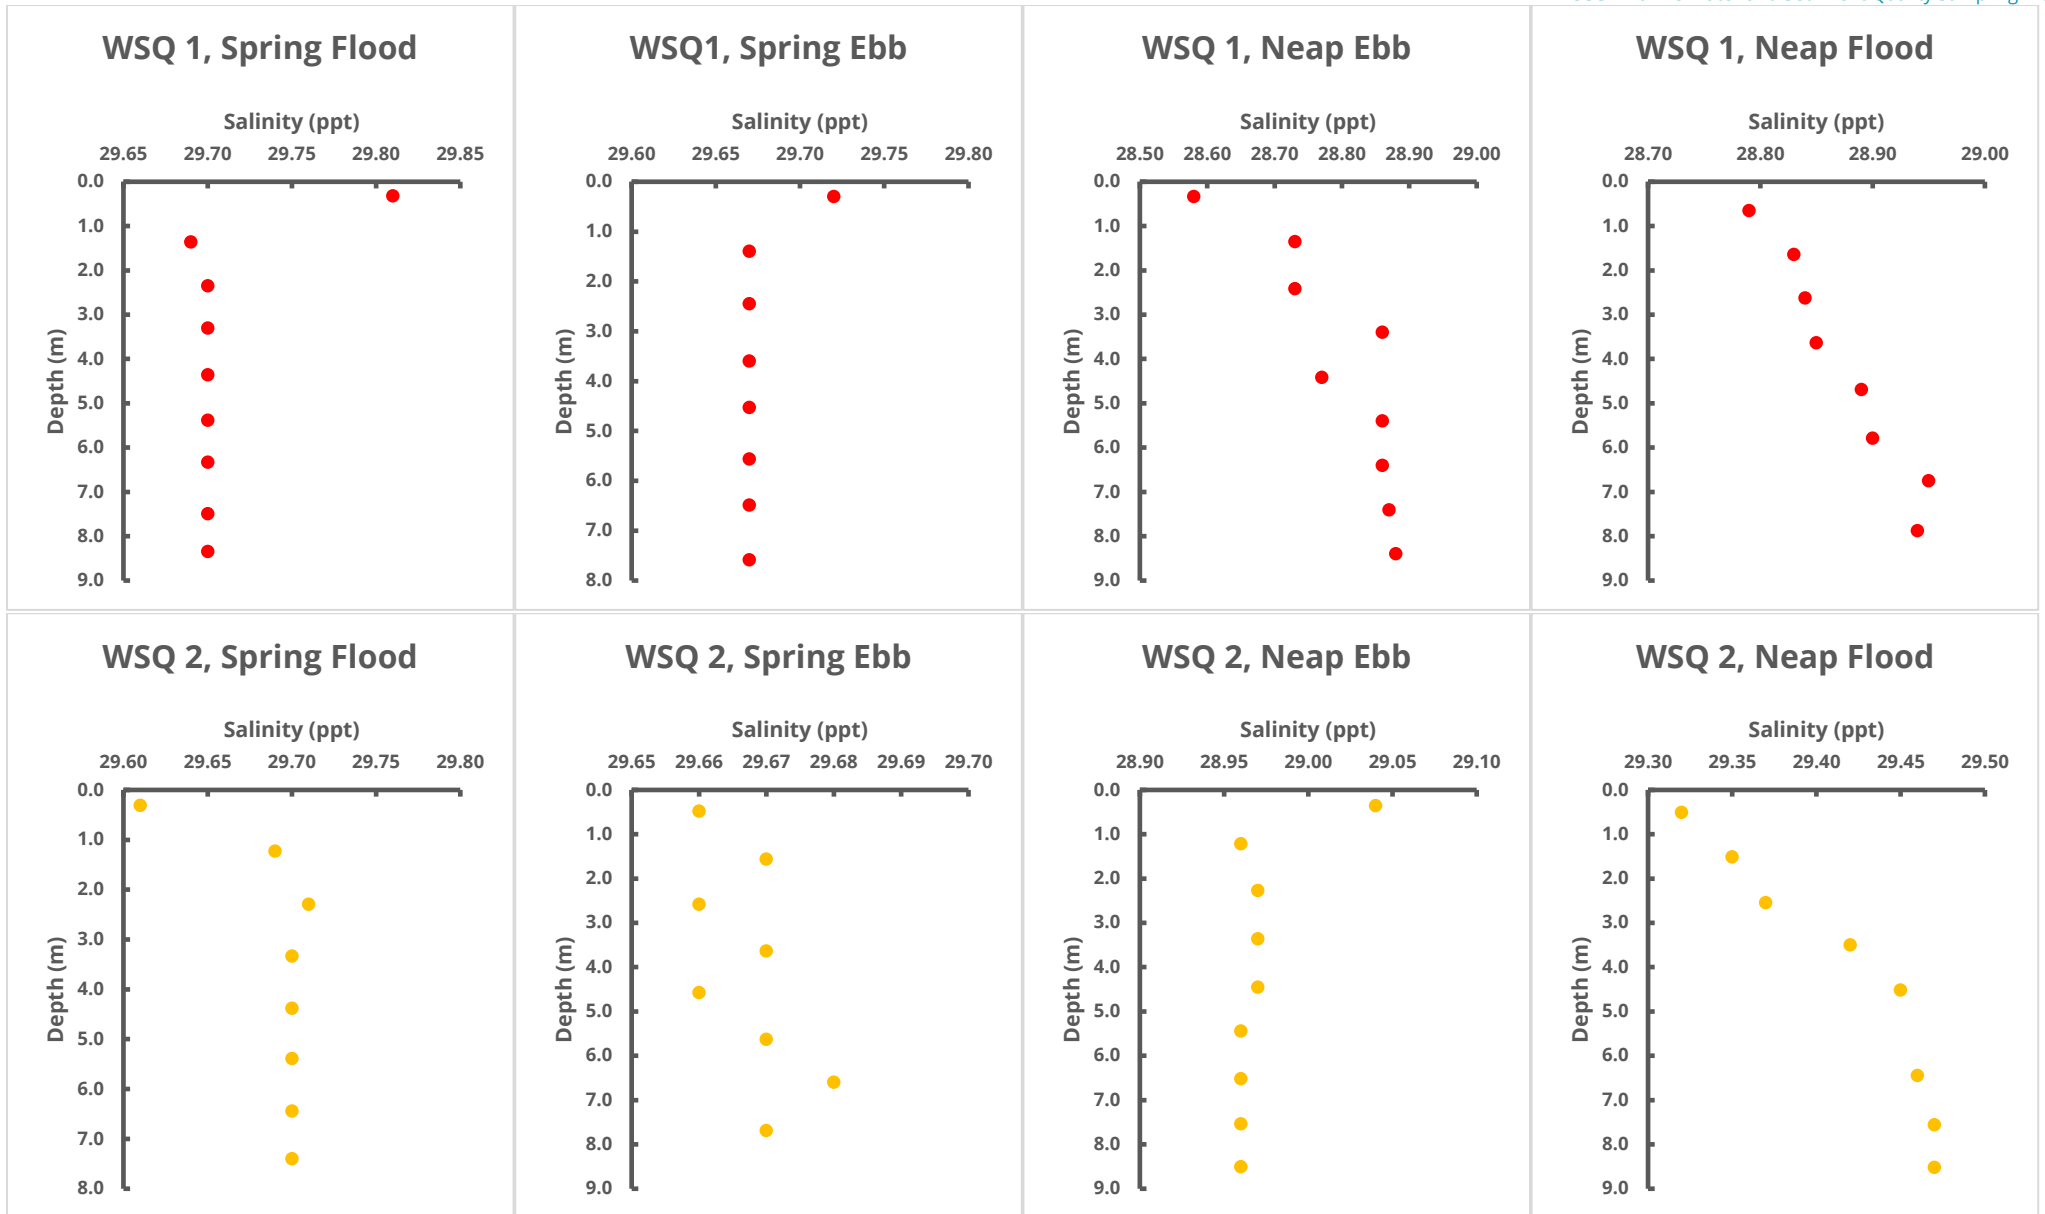 WSQ 1, Spring Flood
Salinity (ppt)
29.65 29.70 29.75 29.80 29.85
0.0
1.0
2.0
3.0
4.0
5.0
6.0
7.0
8.0
9.0
Depth (m)
WSQ1, Spring Ebb
Salinity (ppt)
29.60 29.65 29.70 29.75 29.80
0.0
1.0
2.0
3.0
4.0
5.0
6.0
7.0
8.0
Depth (m)
WSQ 1, Neap Ebb
Salinity (ppt)
28.50 28.60 28.70 28.80 28.90 29.00
0.0
1.0
2.0
3.0
4.0
5.0
6.0
7.0
8.0
9.0
Depth (m)
WSQ 1, Neap Flood
Salinity (ppt)
28.70 28.80 28.90 29.00
0.0
1.0
2.0
3.0
4.0
5.0
6.0
7.0
8.0
9.0
Depth (m)
WSQ 2, Spring Flood
Salinity (ppt)
29.60 29.65 29.70 29.75 29.80
0.0
1.0
2.0
3.0
4.0
5.0
6.0
7.0
8.0
Depth (m)
WSQ 2, Spring Ebb
Salinity (ppt)
29.65 29.66 29.67 29.68 29.69 29.70
0.0
1.0
2.0
3.0
4.0
5.0
6.0
7.0
8.0
9.0
Depth (m)
WSQ 2, Neap Ebb
Salinity (ppt)
28.90 28.95 29.00 29.05 29.10
0.0
1.0
2.0
3.0
4.0
5.0
6.0
7.0
8.0
9.0
Depth (m)
WSQ 2, Neap Flood
Salinity (ppt)
29.30 29.35 29.40 29.45 29.50
0.0
1.0
2.0
3.0
4.0
5.0
6.0
7.0
8.0
9.0
Depth (m)